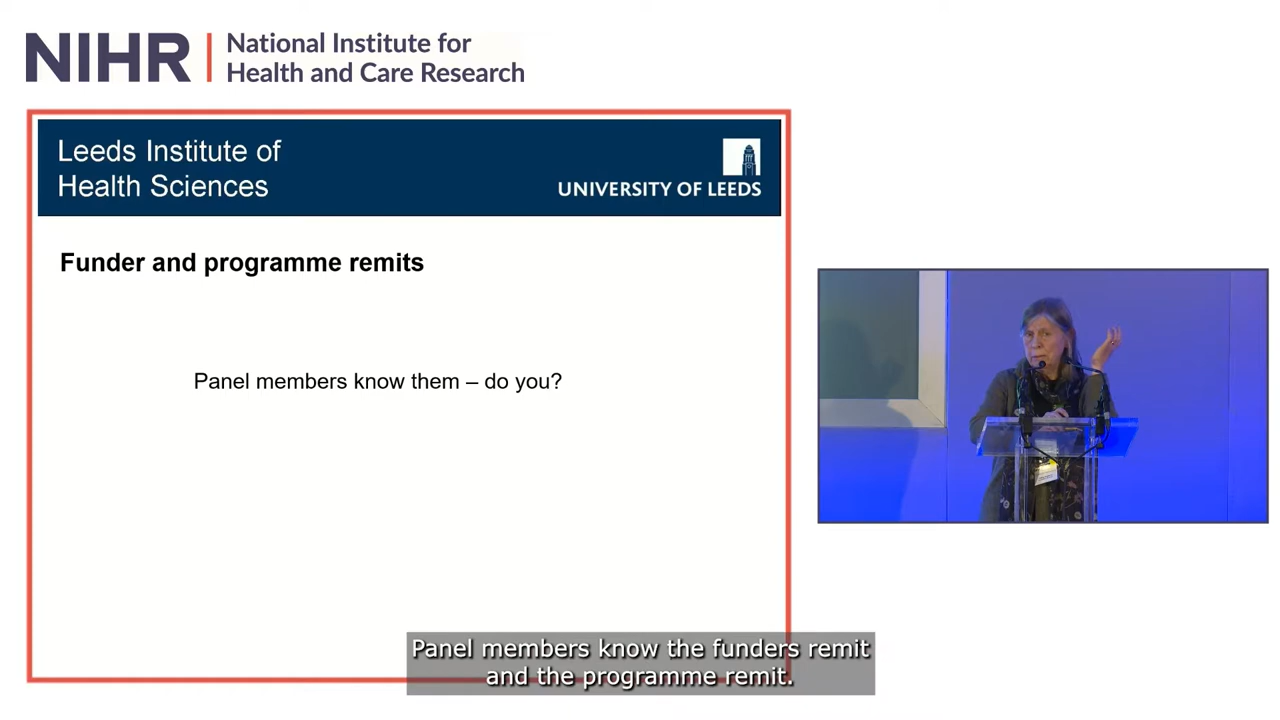 NIHR | National Institute for
Health and Care Research
Leeds Institute of
Health Sciences
UNIVERSITY OF LEEDS
Funder and programme remits
Panel members know them – do you?
Panel members know the funders remit
and the programme remit.